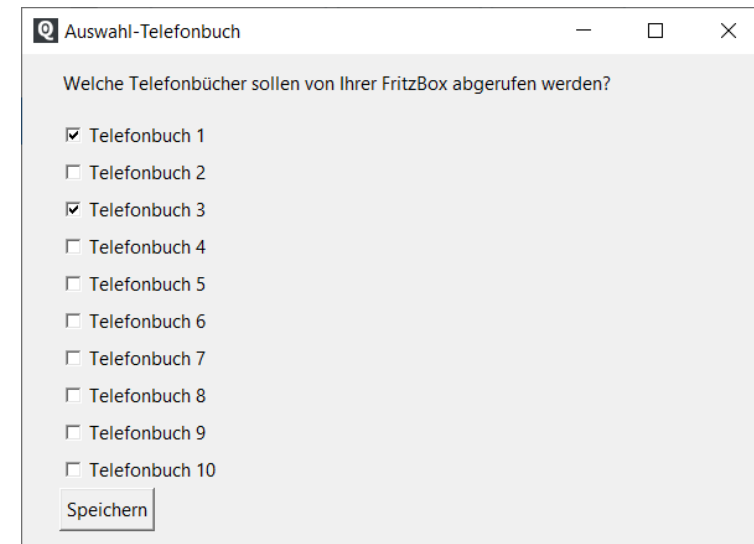 Auswahl-Telefonbuch
Welche Telefonbücher sollen von Ihrer FritzBox abgerufen werden?
Telefonbuch 1
Telefonbuch 2
Telefonbuch 3
Telefonbuch 4
Telefonbuch 5
Telefonbuch 6
Telefonbuch 7
Telefonbuch 8
Telefonbuch 9
Telefonbuch 10
Speichern